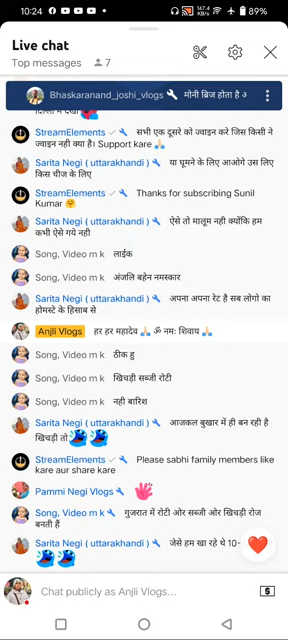 10:24
147.4 KB/s
89%
Live chat
Top messages 7
Bhaskaranand_joshi_vlogs मोनी ब्रिज होता है
दिल्ली में देखा
StreamElements सभी एक दूसरे को ज्वाइन करे जिस किसी ने
ज्वाइन नही क्या है। Support kare 🙏
Sarita Negi ( uttarakhandi ) या घूमने के लिए आओगे उस लिए
किस चीज के लिए
StreamElements Thanks for subscribing Sunil
Kumar 🤗
Sarita Negi ( uttarakhandi ) ऐसे तो मालूम नही क्योंकि हम
कभी ऐसे गये नही
Song, Video m k लाईक
Song, Video m k अंजलि बहेन नमस्कार
Sarita Negi ( uttarakhandi ) अपना अपना रेट है सब लोगो का
होमस्टे के हिसाब से
Anjli Vlogs हर हर महादेव 🙏 ॐ नमः शिवाय 🙏
Song, Video m k ठीक हु
Song, Video m k खिचड़ी सब्जी रोटी
Song, Video m k नही बारिश
Sarita Negi ( uttarakhandi ) आजकल बुखार में ही बन रही है
खिचड़ी तो
StreamElements Please sabhi family members like
kare aur share kare
Pammi Negi Vlogs
Song, Video m k गुजरात में रोटी ओर सब्जी ओर खिचड़ी रोज
बनती हैं
Sarita Negi ( uttarakhandi ) जेसे हम खा रहे थे 10-
Chat publicly as Anjli Vlogs...